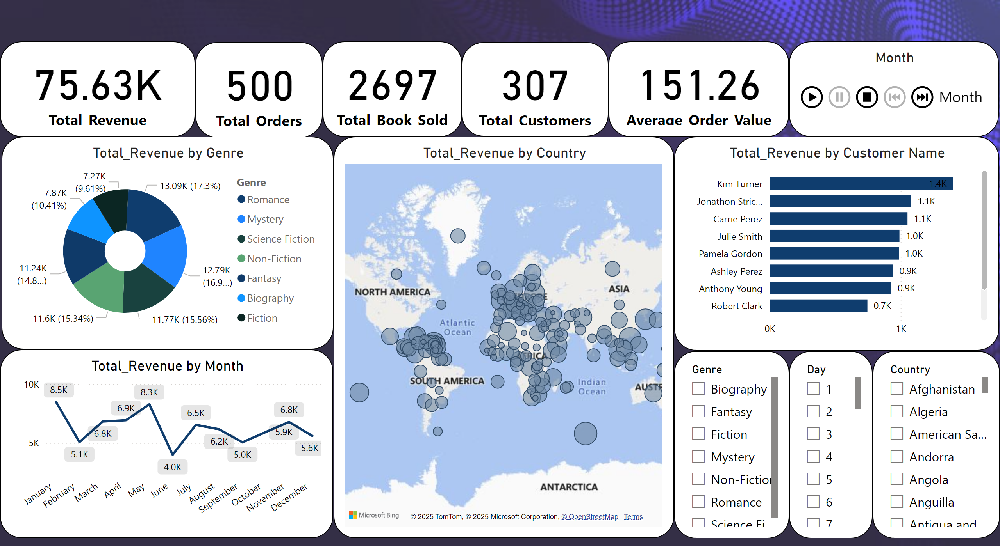 75.63K
Total Revenue
500
Total Orders
2697
Total Book Sold
307
Total Customers
151.26
Average Order Value
Month
Month
Total_Revenue by Genre
7.27K
(9.61%)
13.09K (17.3%)
7.87K
(10.41%)
11.24K
(14.8...)
12.79K
(16.9...)
11.6K (15.34%)
11.77K (15.56%)
Genre
Romance
Mystery
Science Fiction
Non-Fiction
Fantasy
Biography
Fiction
Total_Revenue by Country
NORTH AMERICA
EUROPE
ASIA
Atlantic
Ocean
AFRICA
SOUTH AMERICA
Indian
Ocean
AUSTR
ANTARCTICA
Microsoft Bing
© 2025 TomTom, © 2025 Microsoft Corporation, © OpenStreetMap Terms
Total_Revenue by Customer Name
Kim Turner 1.4K
Jonathon Stric... 1.1K
Carrie Perez 1.1K
Julie Smith 1.0K
Pamela Gordon 1.0K
Ashley Perez 0.9K
Anthony Young 0.9K
Robert Clark 0.7K
0K 1K
Total_Revenue by Month
10K
5K
8.5K
5.1K
6.8K
6.9K
8.3K
4.0K
6.5K
6.2K
5.0K
5.9K
6.8K
5.6K
January
February
March
April
May
June
July
August
September
October
November
December
Genre
Biography
Fantasy
Fiction
Mystery
Non-Fiction
Romance
Science Fi
Day
1
2
3
4
5
6
7
Country
Afghanistan
Algeria
American Sa...
Andorra
Angola
Anguilla
Antigua and